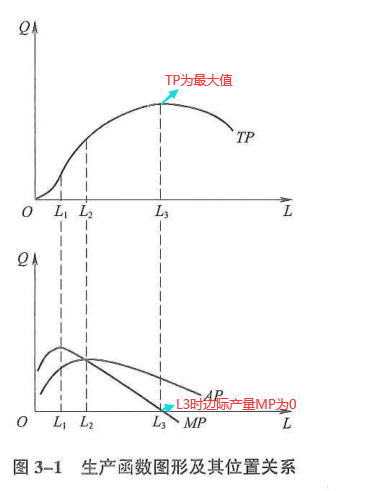 Q
TP为最大值
TP
O L₁ L₂ L₃ L
Q
AP
L3时边际产量MP为0
O L₁ L₂ L₃ MP L
图 3-1 生产函数图形及其位置关系